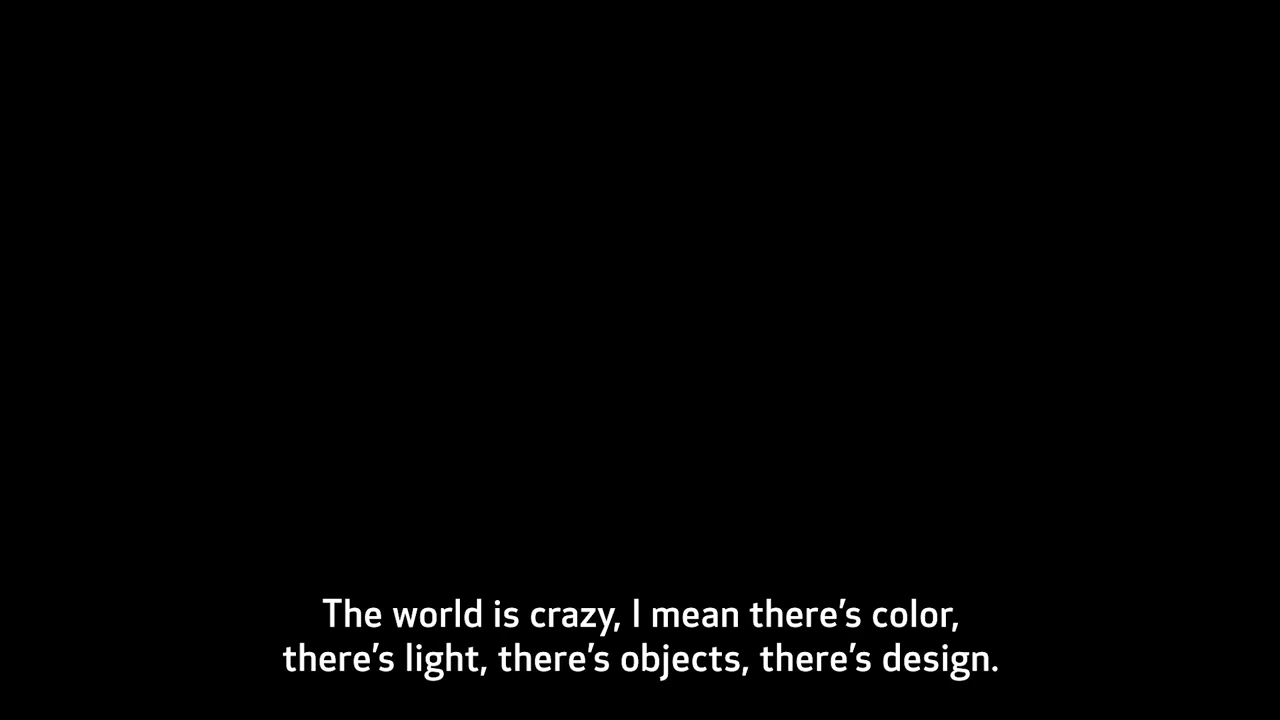 The world is crazy, I mean there’s color,
there’s light, there’s objects, there’s design.